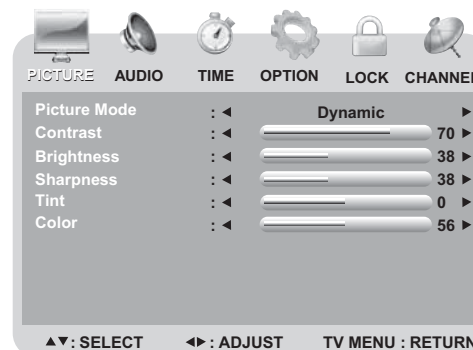 PICTURE AUDIO TIME OPTION LOCK CHANNEL
Picture Mode : ◄ Dynamic ►
Contrast : ◄ 70 ►
Brightness : ◄ 38 ►
Sharpness : ◄ 38 ►
Tint : ◄ 0 ►
Color : ◄ 56 ►
▲▼: SELECT ◄► : ADJUST TV MENU : RETURN